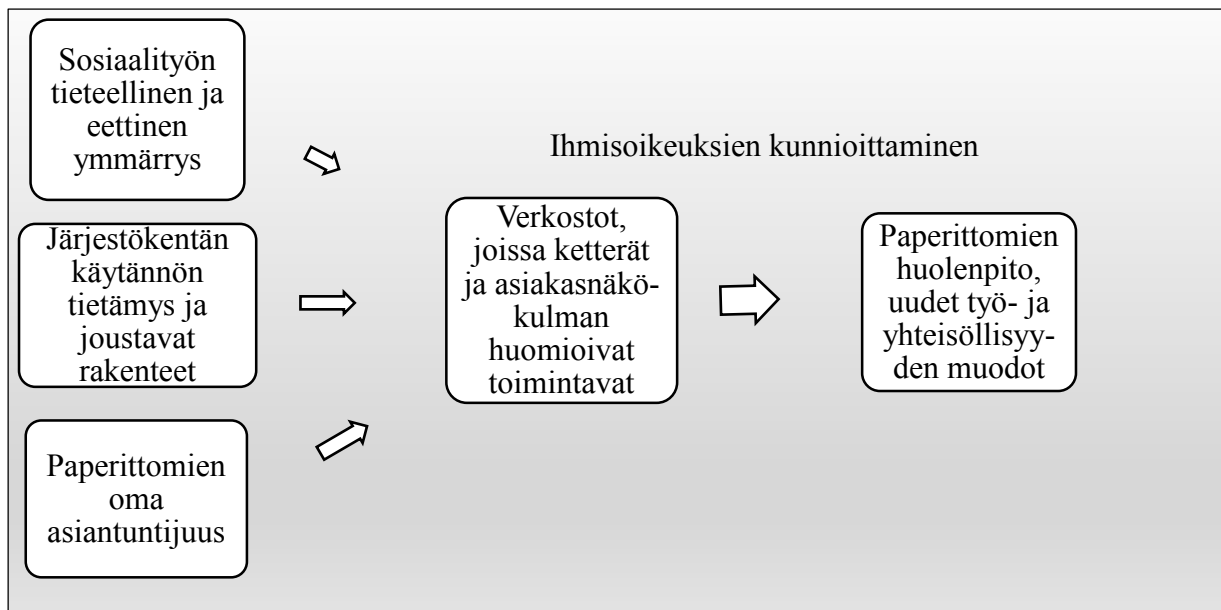 Sosiaalityön
tieteellinen ja
eettinen
ymmärrys
Järjestökentän
käytännön
tietämys ja
joustavat
rakenteet
Paperittomien
oma
asiantuntijuus
Ihmisoikeuksien kunnioittaminen
Verkostot,
joissa ketterät
ja asiakasnäkö-
kulman
huomioivat
toimintavat
Paperittomien
huolenpito,
uudet työ- ja
yhteisöllisyy-
den muodot